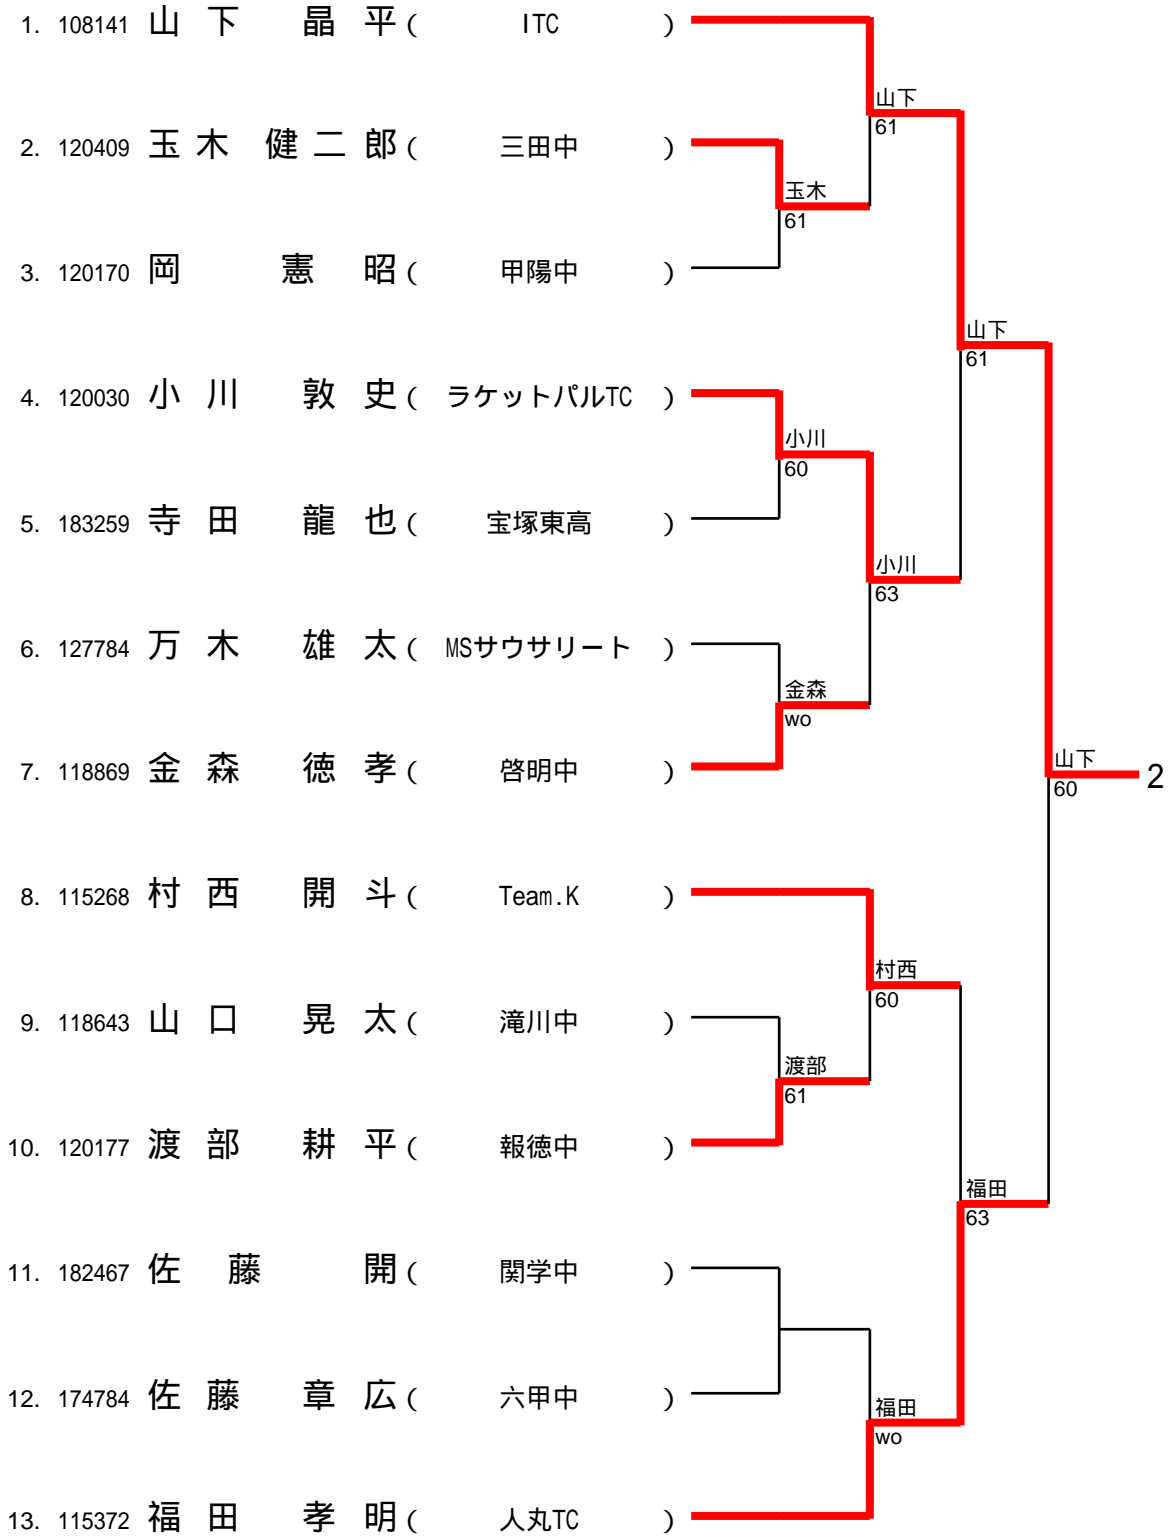 1. 108141 山下 晶平 ( ITC )
山下
61
2. 120409 玉木 健二郎 ( 三田中 )
玉木
61
3. 120170 岡 憲昭 ( 甲陽中 )
山下
61
4. 120030 小川 敦史 ( ラケットパルTC )
小川
60
5. 183259 寺田 龍也 ( 宝塚東高 )
小川
63
6. 127784 万木 雄太 ( MSサウサリート )
金森
wo
7. 118869 金森 徳孝 ( 啓明中 )
山下
60
2
8. 115268 村西 開斗 ( Team.K )
村西
60
9. 118643 山口 晃太 ( 滝川中 )
渡部
61
10. 120177 渡部 耕平 ( 報徳中 )
福田
63
11. 182467 佐藤 開 ( 関学中 )
12. 174784 佐藤 章広 ( 六甲中 )
福田
wo
13. 115372 福田 孝明 ( 人丸TC )